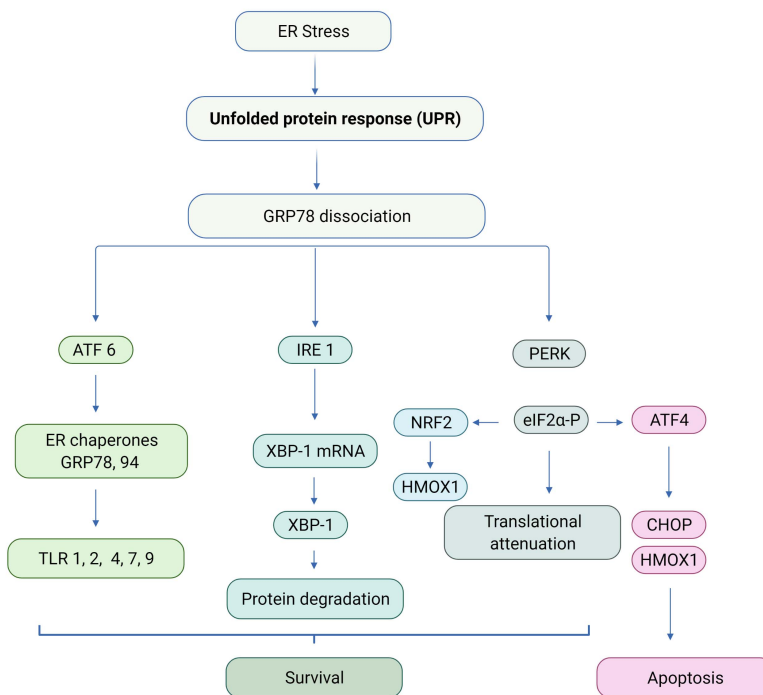 ER Stress
Unfolded protein response (UPR)
GRP78 dissociation
ATF 6
IRE 1
PERK
NRF2
eIF2α-P
ATF4
ER chaperones
GRP78, 94
XBP-1 mRNA
HMOX1
XBP-1
Translational
attenuation
CHOP
HMOX1
TLR 1, 2, 4, 7, 9
Protein degradation
Survival
Apoptosis